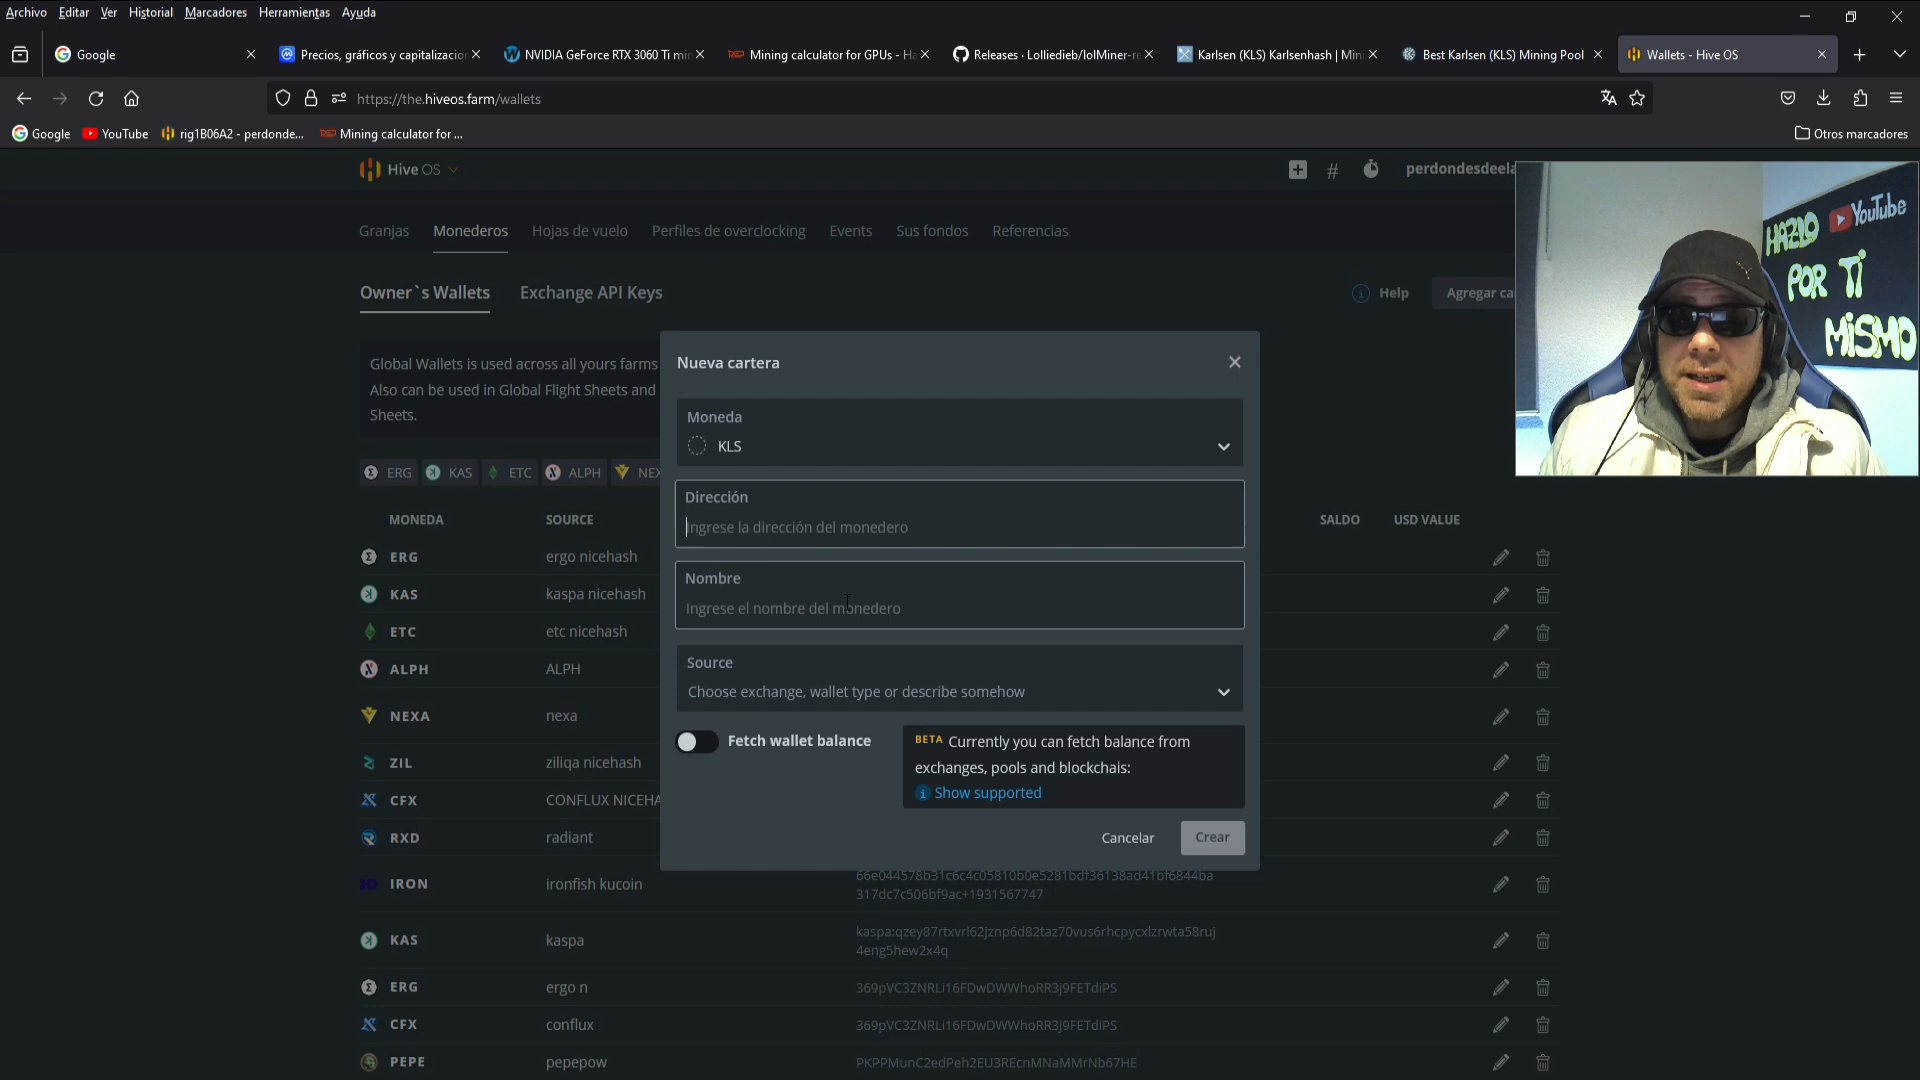 Archivo Editar Ver Historial Marcadores Herramientas Ayuda
Google
Precios, gráficos y capitalizacio
NVIDIA GeForce RTX 3060 Ti mi
Mining calculator for GPUs - Ha
Releases · Lolliedieb/lolMiner-re
Karlsen (KLS) Karlsenhash | Min
Best Karlsen (KLS) Mining Pool
Wallets - Hive OS
https://the.hiveos.farm/wallets
Google YouTube rig1B06A2 - perdonde... Mining calculator for ... Otros marcadores
Hive OS
perdondesdeela
Granjas Monederos Hojas de vuelo Perfiles de overclocking Events Sus fondos Referencias
Owner`s Wallets Exchange API Keys Help Agregar ca
Global Wallets is used across all yours farms
Also can be used in Global Flight Sheets and
Sheets.
ERG KAS ETC ALPH NEX
MONEDA SOURCE SALDO USD VALUE
ERG ergo nicehash
KAS kaspa nicehash
ETC etc nicehash
ALPH ALPH
NEXA nexa
ZIL ziliqa nicehash
CFX CONFLUX NICEHA
RXD radiant
IRON ironfish kucoin 66e044578b31c6c4c05810b0e5281bdf36138ad41bf6844ba
317dc7c506bf9ac+1931567747
KAS kaspa kaspa:qzey87rtxvrl62jznp6d82taz70vus6rhcpycxlzrwta58ruj
4eng5hew2x4q
ERG ergo n 369pVC3ZNRLi16FDwDWWhoRR3j9FETdiPS
CFX conflux 369pVC3ZNRLi16FDwDWWhoRR3j9FETdiPS
PEPE pepepow PKPPMunC2edPeh2EU3REcnMNaMMrNb67HE
Nueva cartera
Moneda
KLS
Dirección
Ingrese la dirección del monedero
Nombre
Ingrese el nombre del monedero
Source
Choose exchange, wallet type or describe somehow
Fetch wallet balance
BETA Currently you can fetch balance from
exchanges, pools and blockchais:
Show supported
Cancelar Crear
YouTube
HAZLO
POR TI
MiSMO